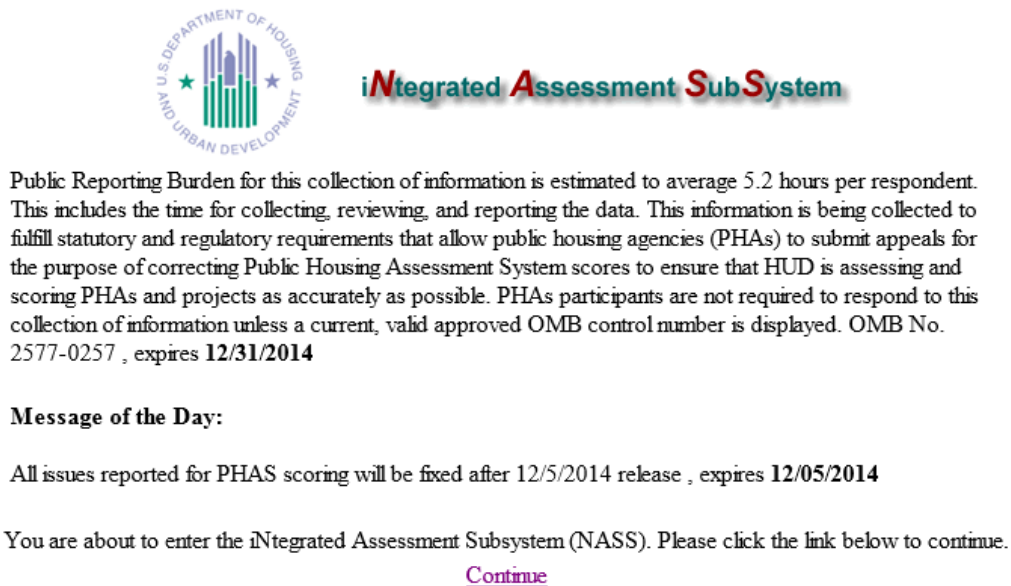 U.S.DEPARTMENT OF HOUSING
AND URBAN DEVELOPMENT
iNtegrated Assessment SubSystem
Public Reporting Burden for this collection of information is estimated to average 5.2 hours per respondent.
This includes the time for collecting, reviewing, and reporting the data. This information is being collected to
fulfill statutory and regulatory requirements that allow public housing agencies (PHAs) to submit appeals for
the purpose of correcting Public Housing Assessment System scores to ensure that HUD is assessing and
scoring PHAs and projects as accurately as possible. PHAs participants are not required to respond to this
collection of information unless a current, valid approved OMB control number is displayed. OMB No.
2577-0257 , expires 12/31/2014
Message of the Day:
All issues reported for PHAS scoring will be fixed after 12/5/2014 release , expires 12/05/2014
You are about to enter the iNtegrated Assessment Subsystem (NASS). Please click the link below to continue.
Continue